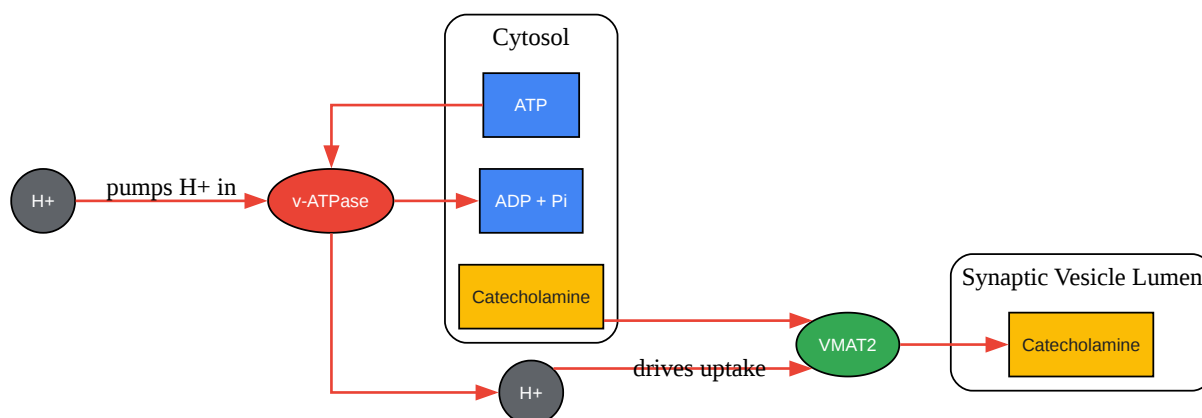 Cytosol
ATP
H+
pumps H+ in
v-ATPase
ADP + Pi
Catecholamine
Synaptic Vesicle Lumen
VMAT2
Catecholamine
H+
drives uptake